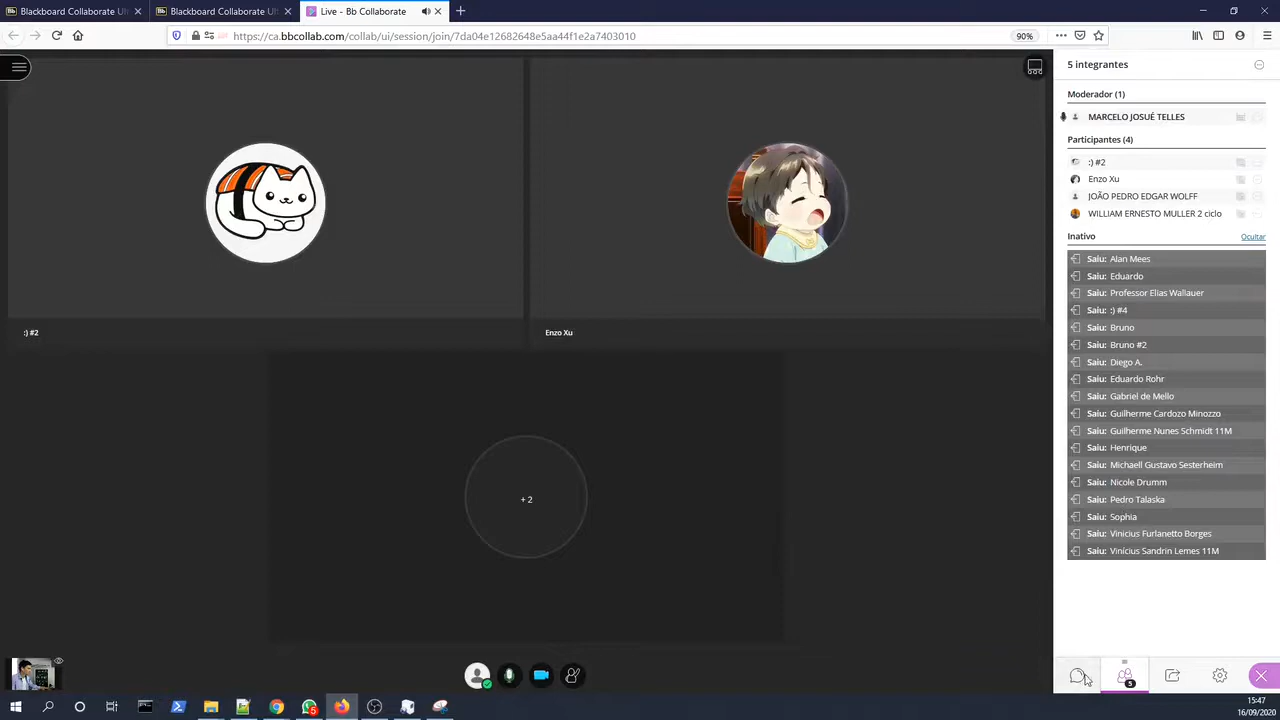 Blackboard Collaborate Ul
Blackboard Collaborate Ul
Live - Bb Collaborate
https://ca.bbcollab.com/collab/ui/session/join/7da04e12682648e5aa44f1e2a7403010
90%
5 integrantes
Moderador (1)
MARCELO JOSUÉ TELLES
Participantes (4)
:) #2
Enzo Xu
JOÃO PEDRO EDGAR WOLFF
WILLIAM ERNESTO MULLER 2 ciclo
Inativo
Ocultar
Saiu: Alan Mees
Saiu: Eduardo
Saiu: Professor Elias Wallauer
Saiu: :) #4
Saiu: Bruno
Saiu: Bruno #2
Saiu: Diego A.
Saiu: Eduardo Rohr
Saiu: Gabriel de Mello
Saiu: Guilherme Cardozo Minozzo
Saiu: Guilherme Nunes Schmidt 11M
Saiu: Henrique
Saiu: Michaell Gustavo Sesterheim
Saiu: Nicole Drumm
Saiu: Pedro Talaska
Saiu: Sophia
Saiu: Vinicius Furlanetto Borges
Saiu: Vinícius Sandrin Lemes 11M
:) #2
Enzo Xu
+ 2
5
5
15:47
16/09/2020